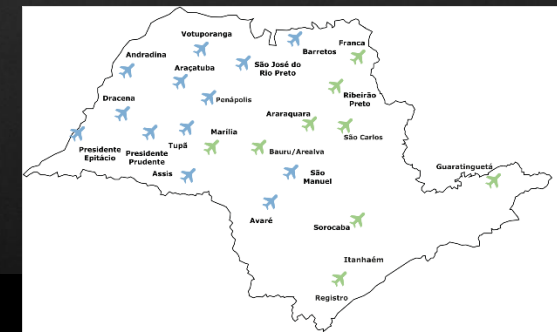 Votuporanga
Barretos
Franca
Andradina
São José do
Rio Preto
Araçatuba
Dracena
Penápolis
Ribeirão
Preto
Araraquara
Marília
São Carlos
Presidente
Epitácio
Presidente
Prudente
Tupã
Bauru/Arealva
Assis
São
Manuel
Guaratinguetá
Avaré
Sorocaba
Itanhaém
Registro